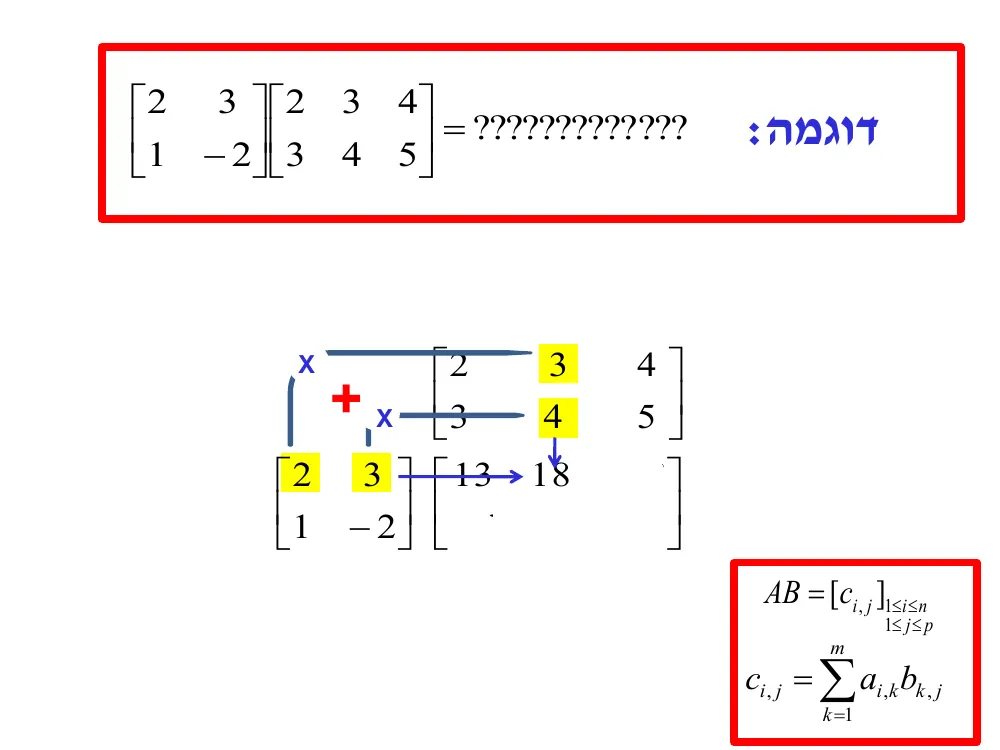 [2 3] [2 3 4] = ????????????? דוגמה:
[1 −2] [3 4 5]
x [2 3 4]
+ x [3 4 5]
[2 3] [13 18]
[1 −2]
AB = [c_{i,j}]_{1≤i≤n 1≤j≤p}
c_{i,j} = ∑_{k=1}^{m} a_{i,k} b_{k,j}